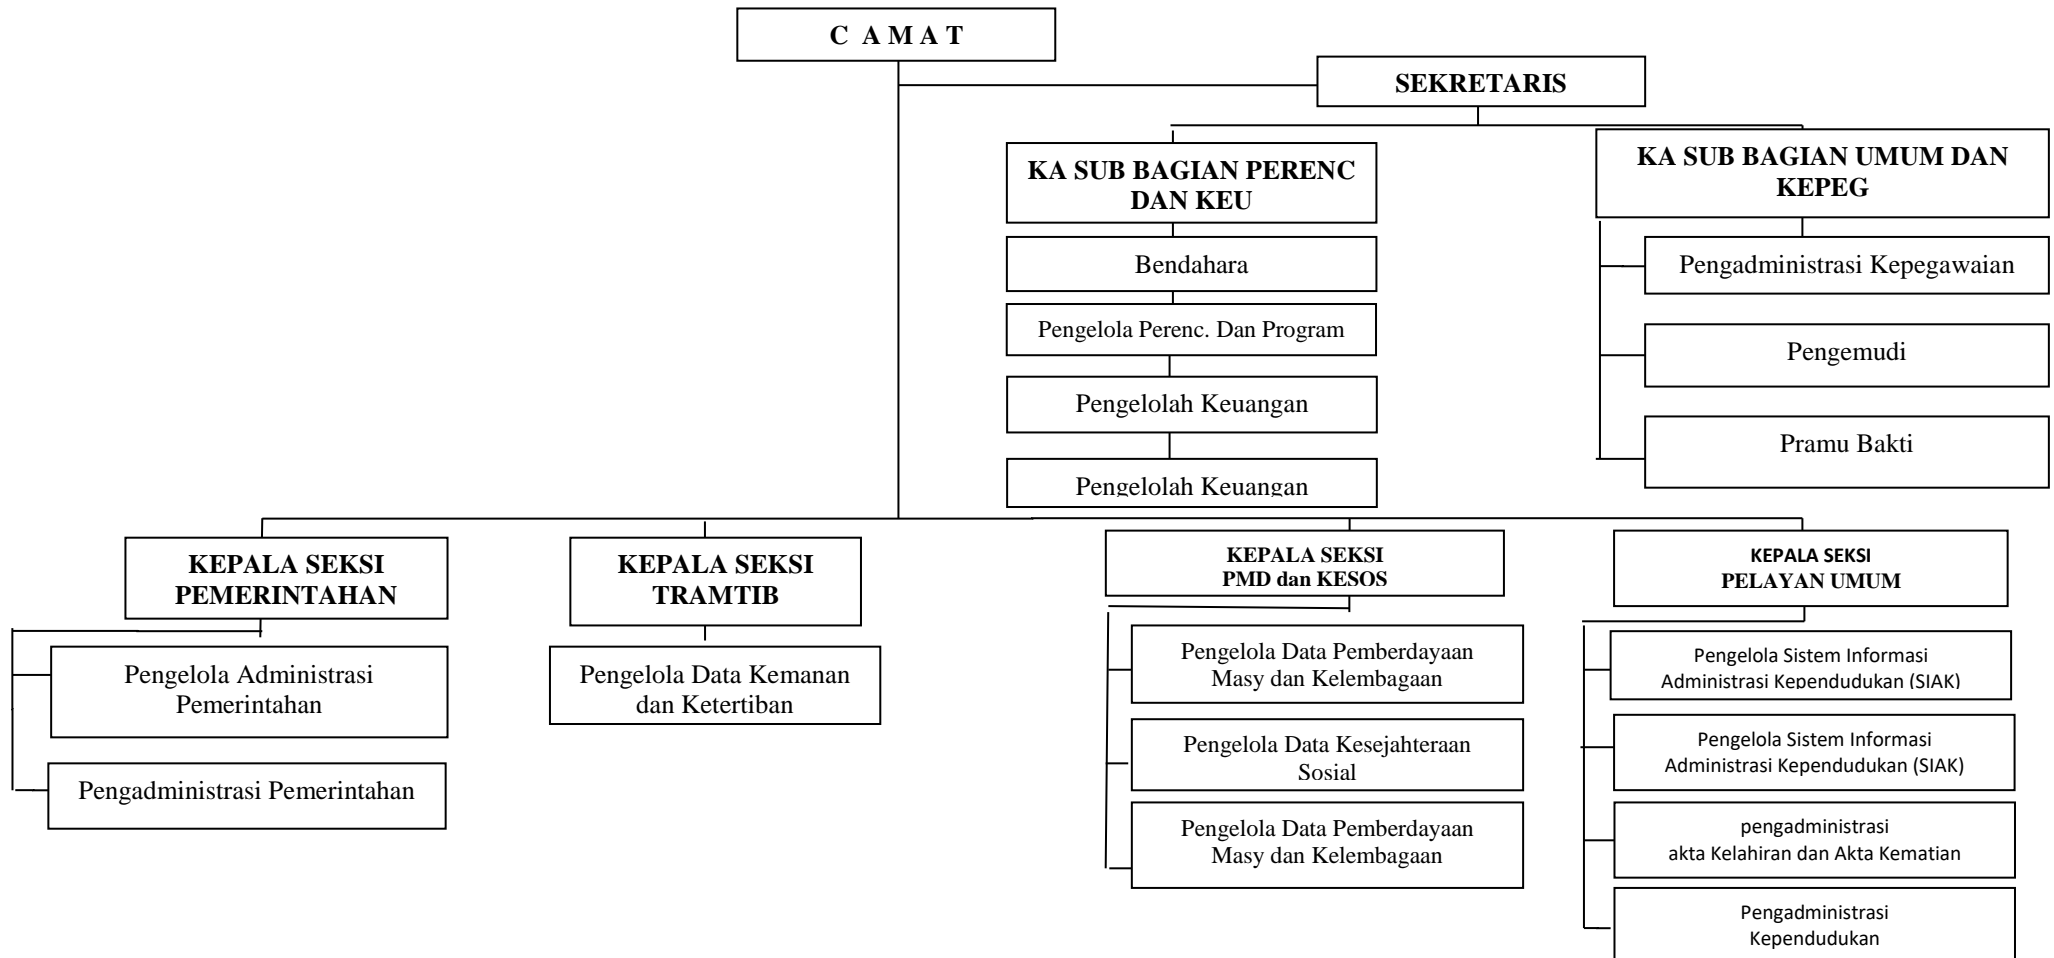 C A M A T
SEKRETARIS
KA SUB BAGIAN PERENC
DAN KEU
KA SUB BAGIAN UMUM DAN
KEPEG
Bendahara
Pengadministrasi Kepegawaian
Pengelola Perenc. Dan Program
Pengemudi
Pengelolah Keuangan
Pramu Bakti
Pengelolah Keuangan
KEPALA SEKSI
PEMERINTAHAN
KEPALA SEKSI
TRAMTIB
KEPALA SEKSI
PMD dan KESOS
KEPALA SEKSI
PELAYAN UMUM
Pengelola Administrasi
Pemerintahan
Pengadministrasi Pemerintahan
Pengelola Data Kemanan
dan Ketertiban
Pengelola Data Pemberdayaan
Masy dan Kelembagaan
Pengelola Data Kesejahteraan
Sosial
Pengelola Data Pemberdayaan
Masy dan Kelembagaan
Pengelola Sistem Informasi
Administrasi Kependudukan (SIAK)
Pengelola Sistem Informasi
Administrasi Kependudukan (SIAK)
pengadministrasi
akta Kelahiran dan Akta Kematian
Pengadministrasi
Kependudukan